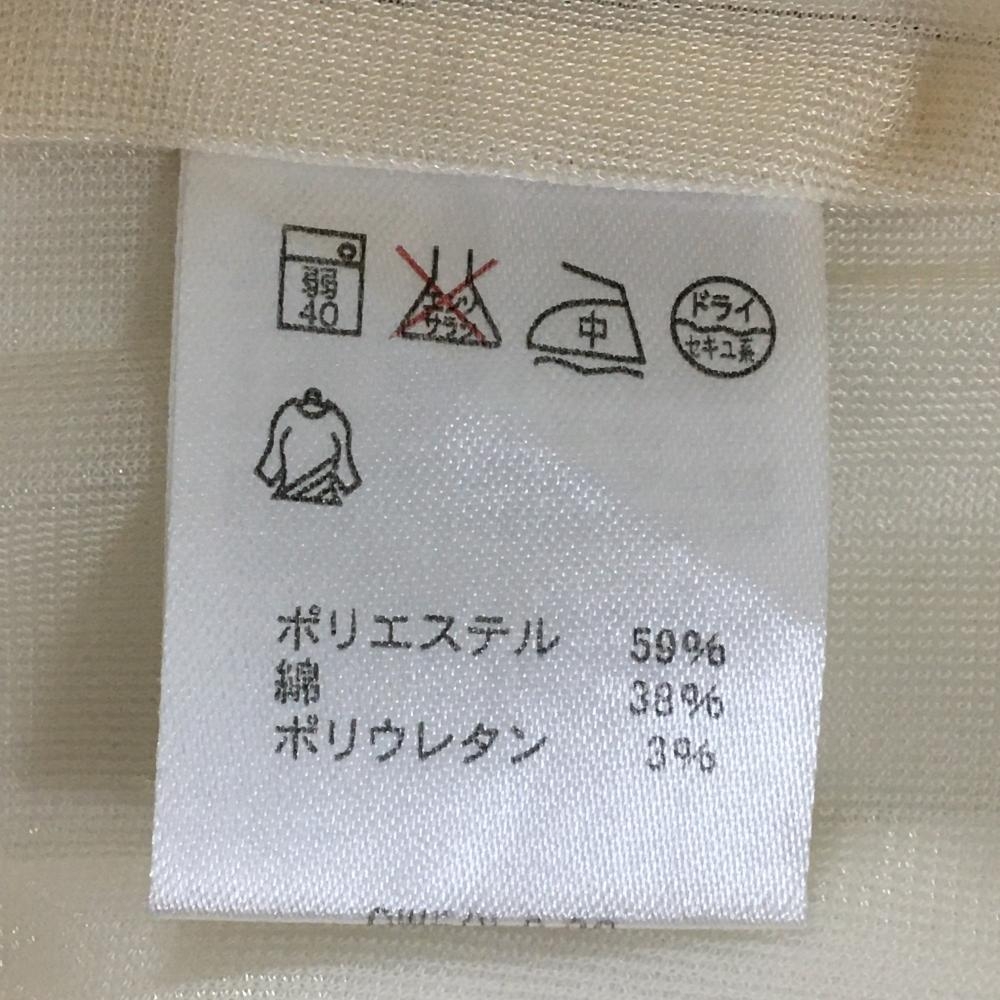 弱
40
エンソ
サラシ
中
ドライ
セキユ系
ポリエステル 59%
綿 38%
ポリウレタン 3%